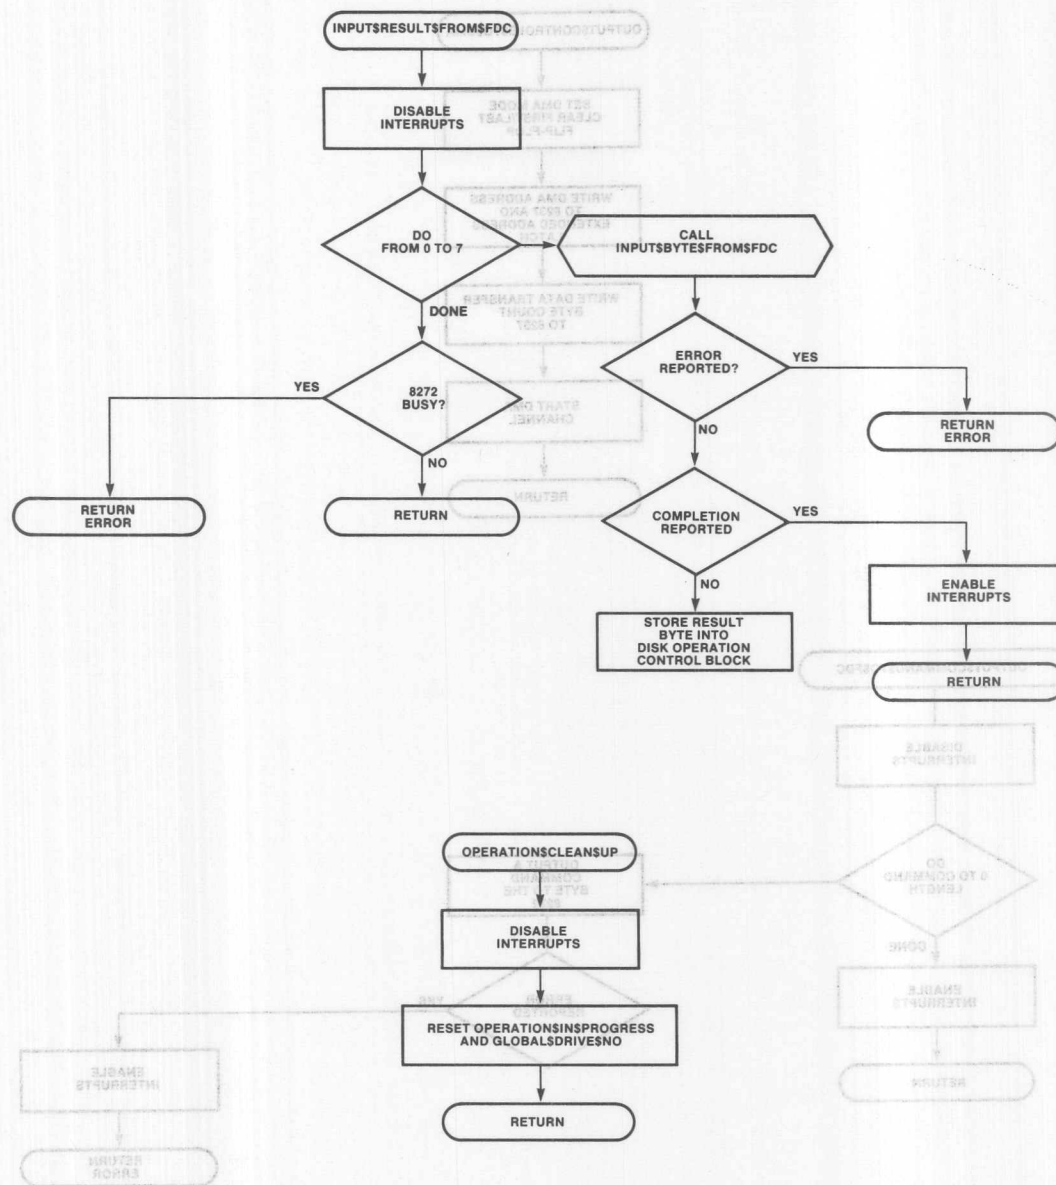 INPUT$RESULT$FROM$FDC
DISABLE
INTERRUPTS
DO
FROM 0 TO 7
CALL
INPUT$BYTE$FROM$FDC
DONE
8272
BUSY?
YES
NO
RETURN
ERROR
RETURN
ERROR
REPORTED?
YES
NO
RETURN
ERROR
COMPLETION
REPORTED
YES
NO
ENABLE
INTERRUPTS
STORE RESULT
BYTE INTO
DISK OPERATION
CONTROL BLOCK
RETURN
OPERATION$CLEAN$UP
DISABLE
INTERRUPTS
RESET OPERATION$IN$PROGRESS
AND GLOBAL$DRIVE$NO
RETURN